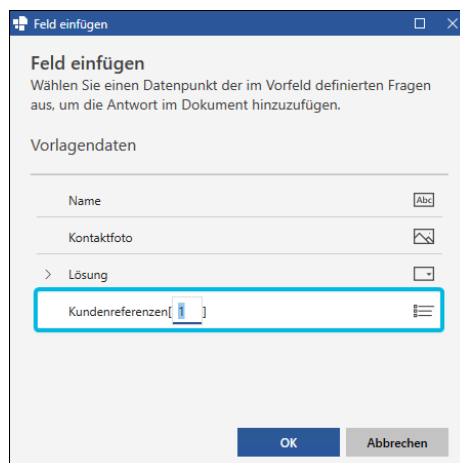 Feld einfügen
Feld einfügen
Wählen Sie einen Datenpunkt der im Vorfeld definierten Fragen
aus, um die Antwort im Dokument hinzuzufügen.
Vorlagendaten
Name
Abc
Kontaktfoto
Lösung
Kundenreferenzen[ 1 ]
OK
Abbrechen